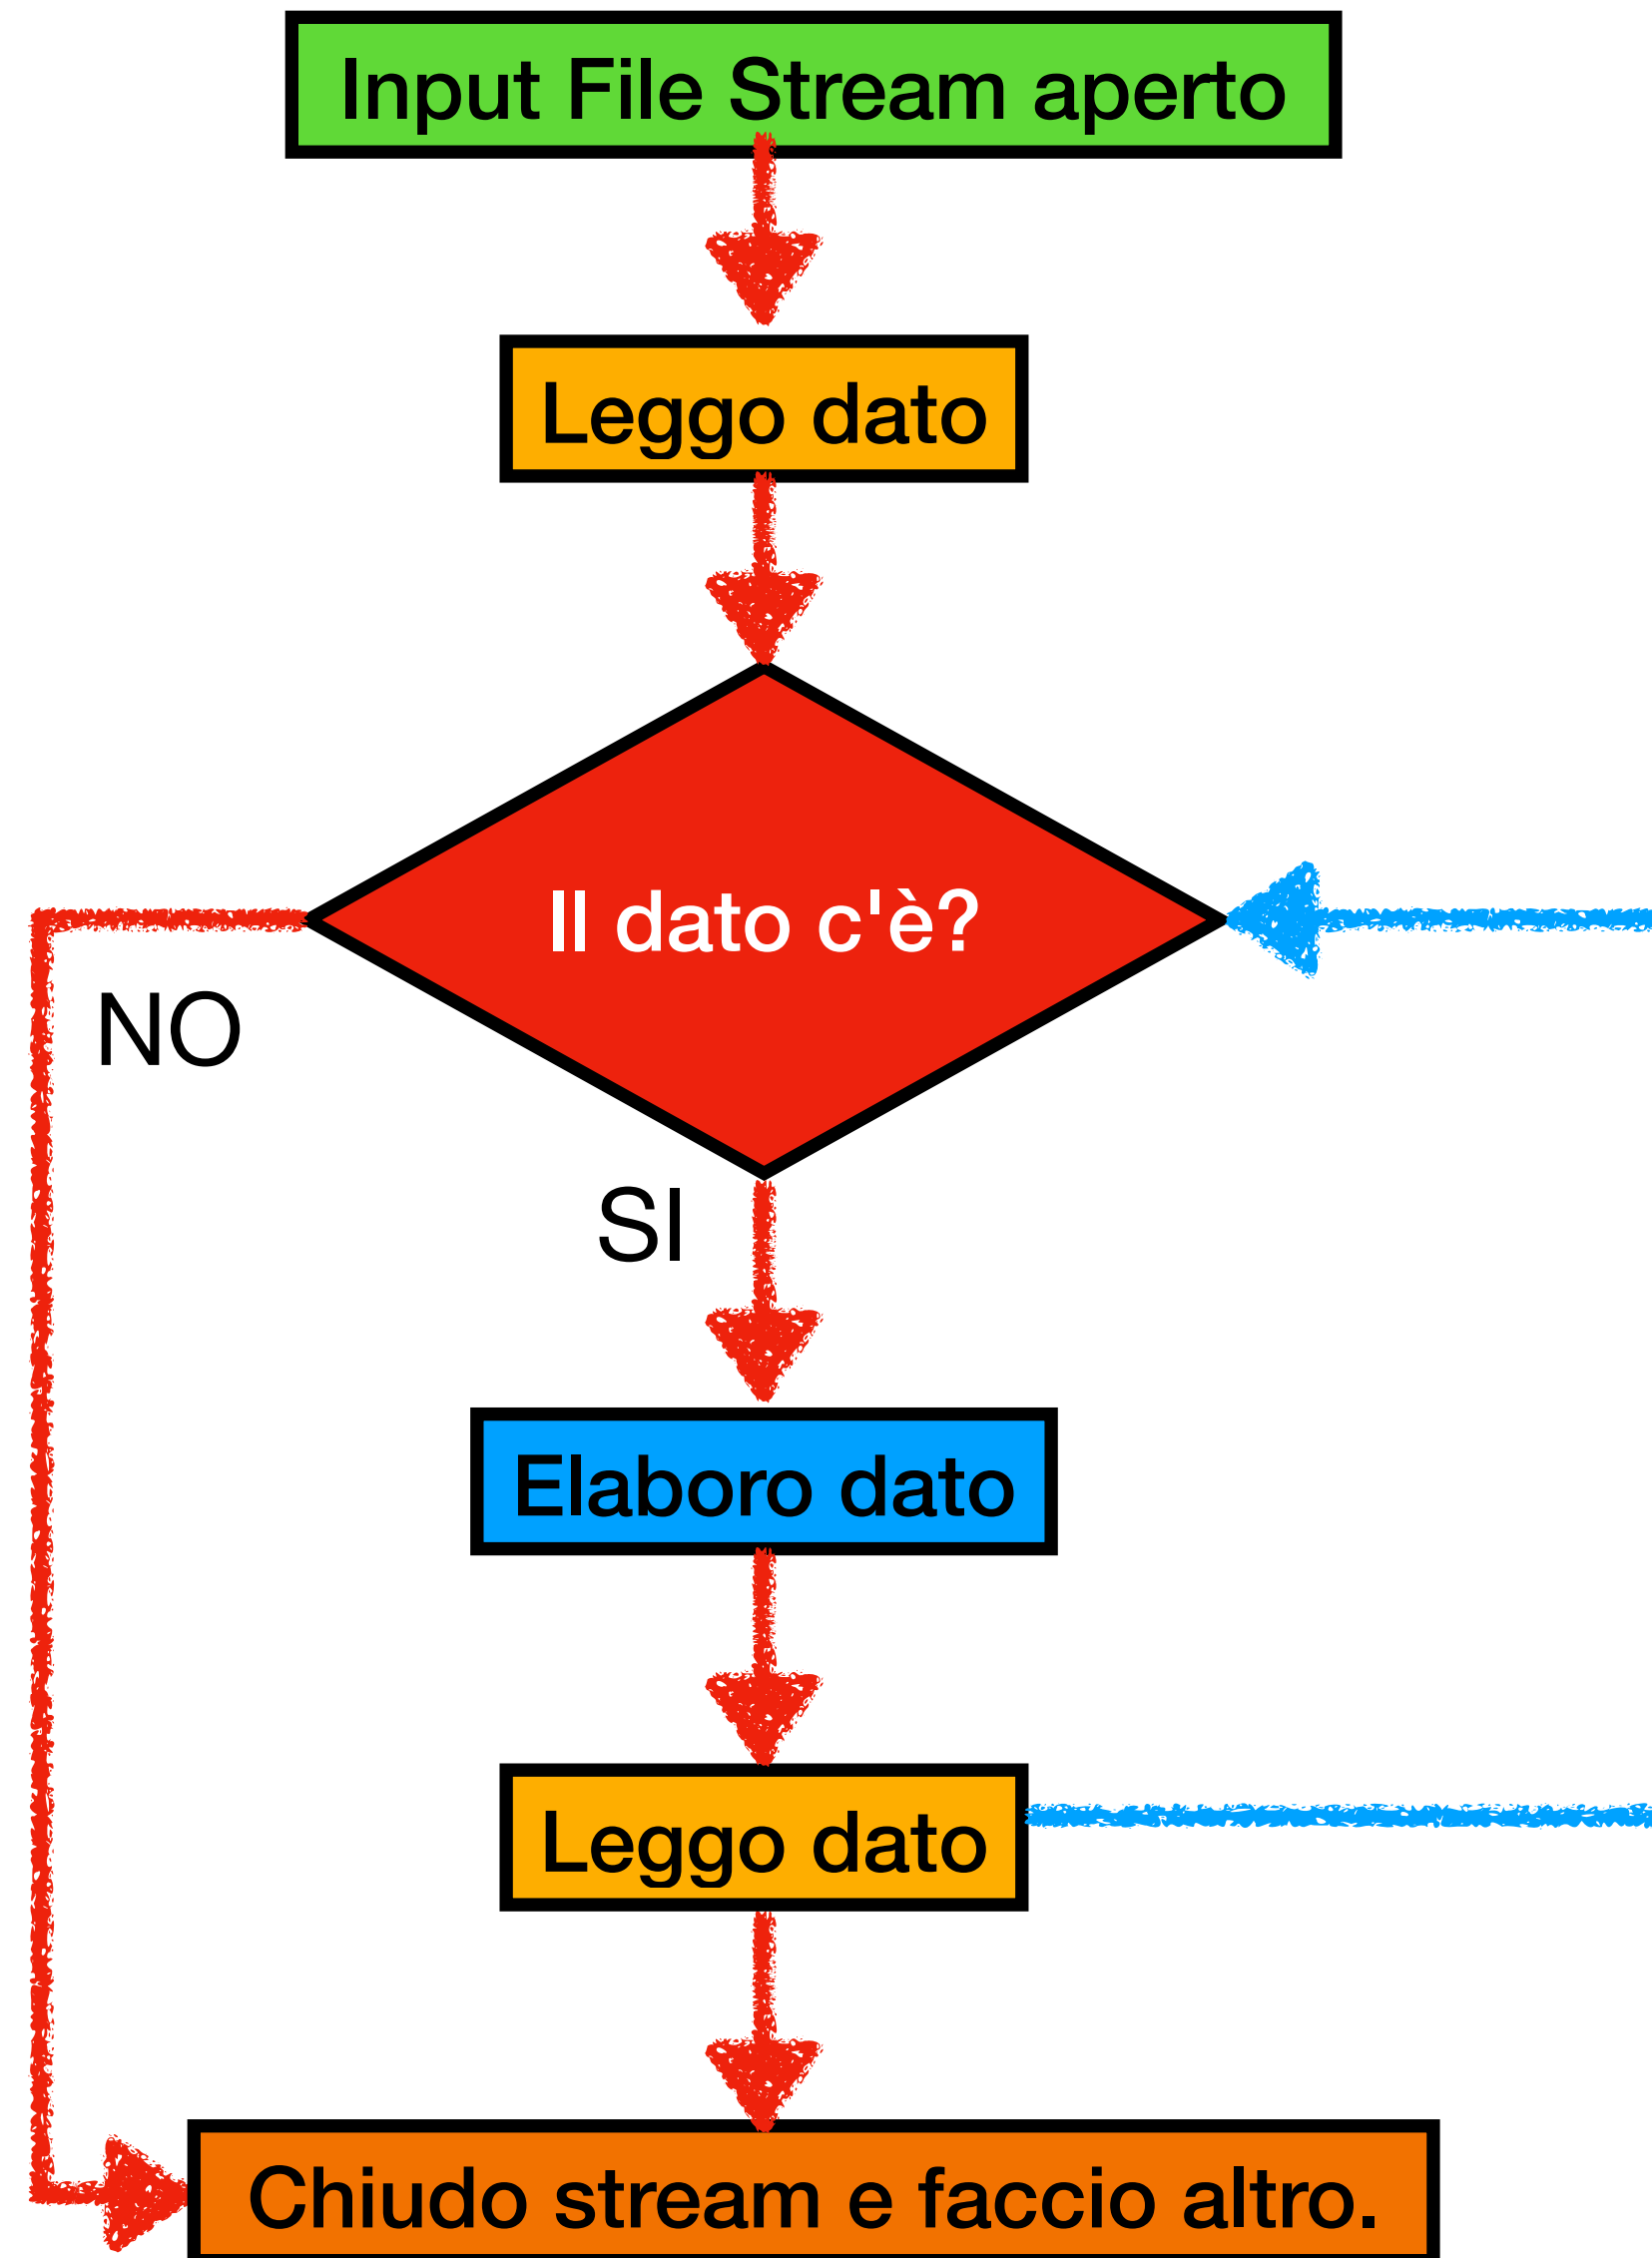 Input File Stream aperto
Leggo dato
Il dato c'è?
NO
SI
Elaboro dato
Leggo dato
Chiudo stream e faccio altro.